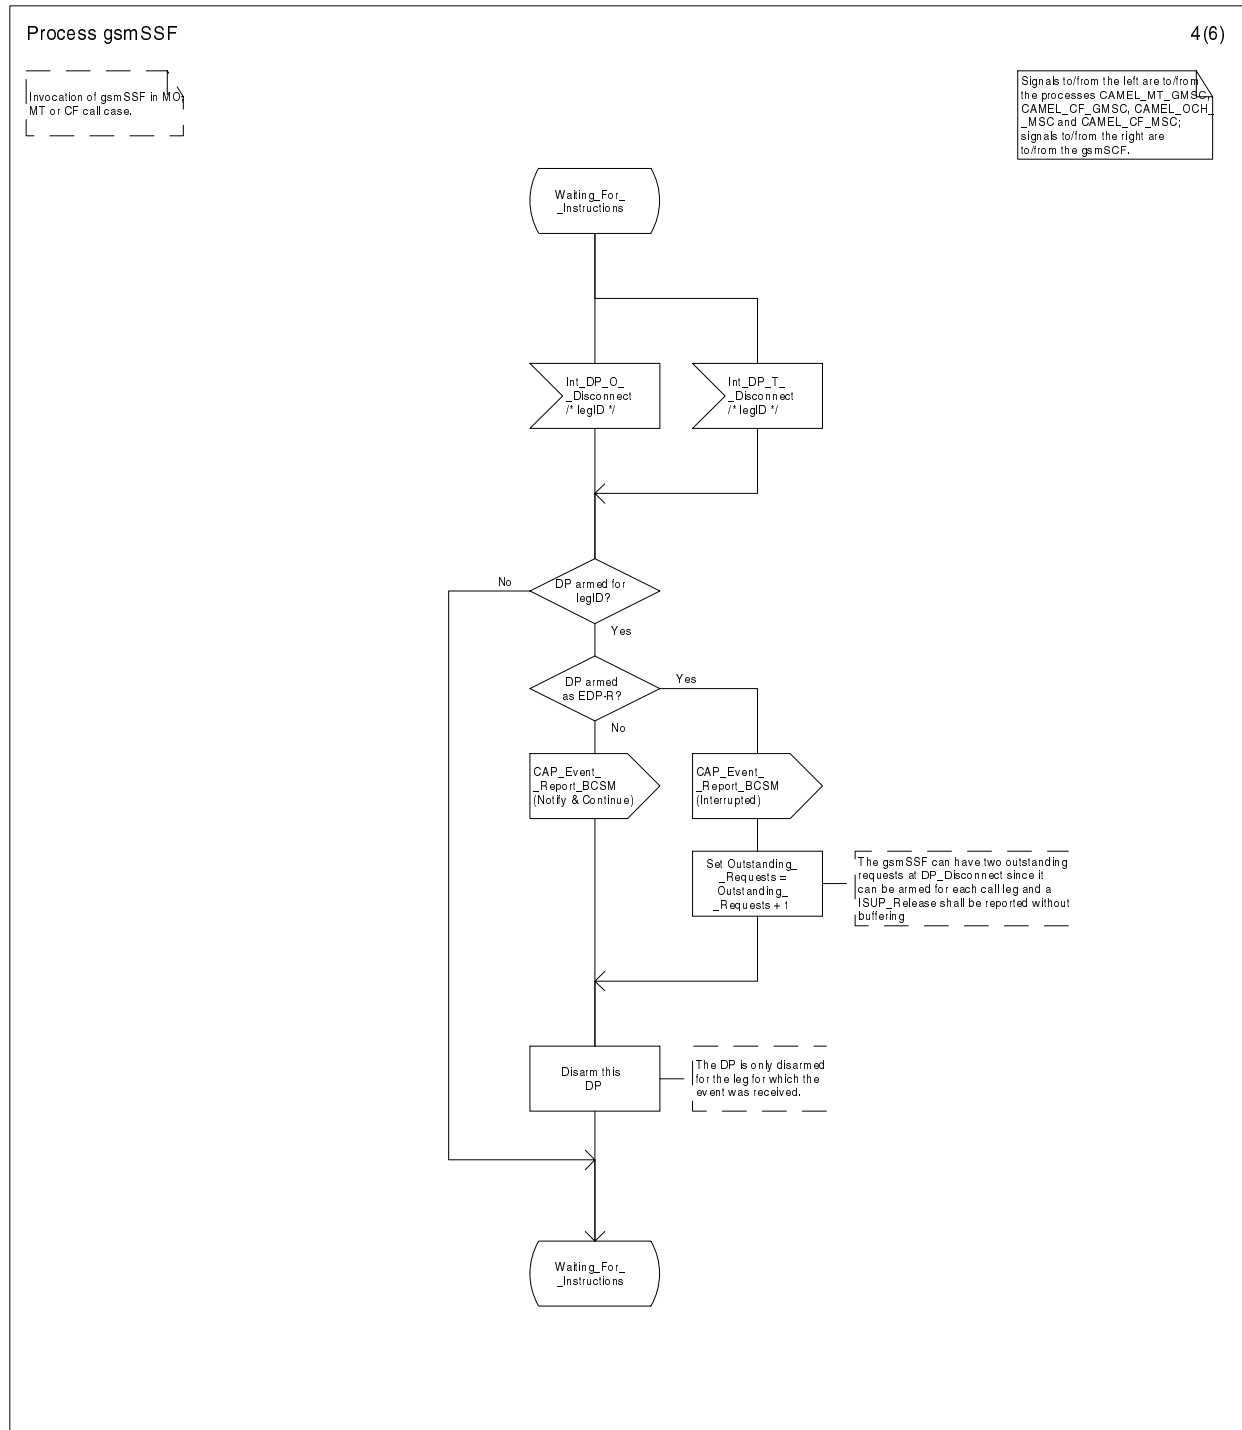 Process gsmSSF
4(6)
Invocation of gsmSSF in MO,
MT or CF call case.
Signals to/from the left are to/from
the processes CAMEL_MT_GMSC,
CAMEL_CF_GMSC, CAMEL_OCH_
_MSC and CAMEL_CF_MSC;
signals to/from the right are
to/from the gsmSCF.
Waiting_For_
_Instructions
Int_DP_O_
_Disconnect
/* legID */
Int_DP_T_
_Disconnect
/* legID */
DP armed for
legID?
No
Yes
DP armed
as EDP-R?
Yes
No
CAP_Event_
_Report_BCSM
(Notify & Continue)
CAP_Event_
_Report_BCSM
(Interrupted)
Set Outstanding_
_Requests =
Outstanding_
_Requests + 1
The gsmSSF can have two outstanding
requests at DP_Disconnect since it
can be armed for each call leg and a
ISUP_Release shall be reported without
buffering
Disarm this
DP
The DP is only disarmed
for the leg for which the
event was received.
Waiting_For_
_Instructions